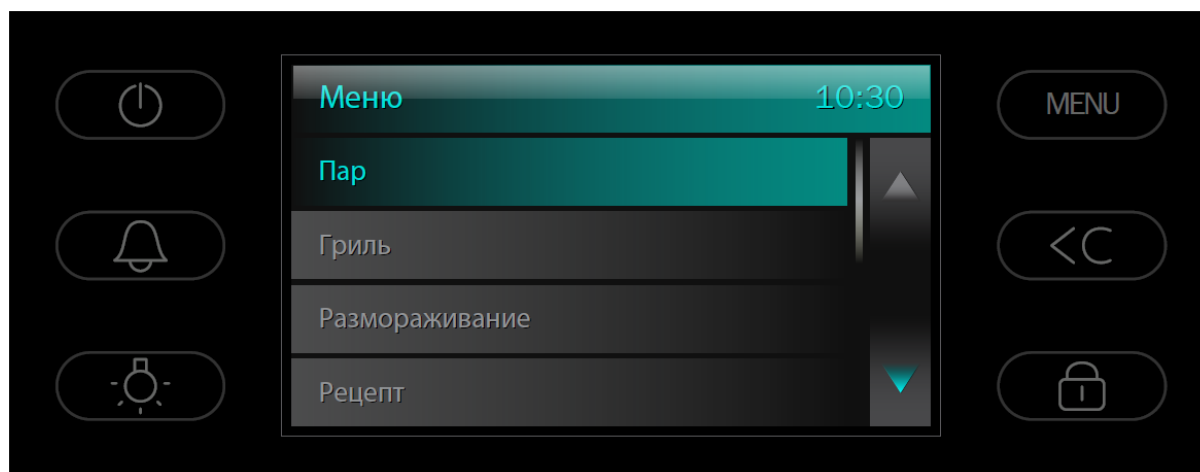 Меню 10:30
MENU
Пар
Гриль
<C
Размораживание
Рецепт